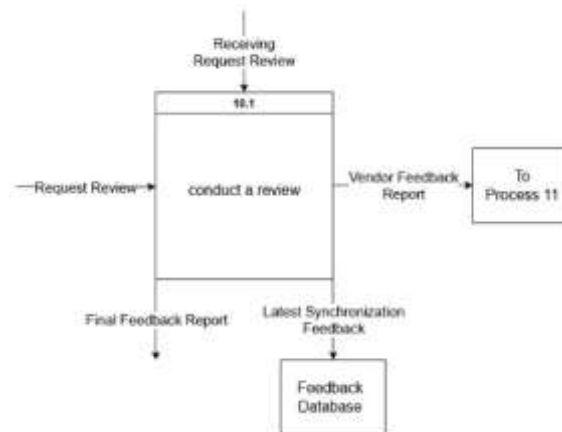 Receiving
Request Review
10.1
Request Review
conduct a review
Vendor Feedback
Report
To
Process 11
Final Feedback Report
Latest Synchronization
Feedback
Feedback
Database